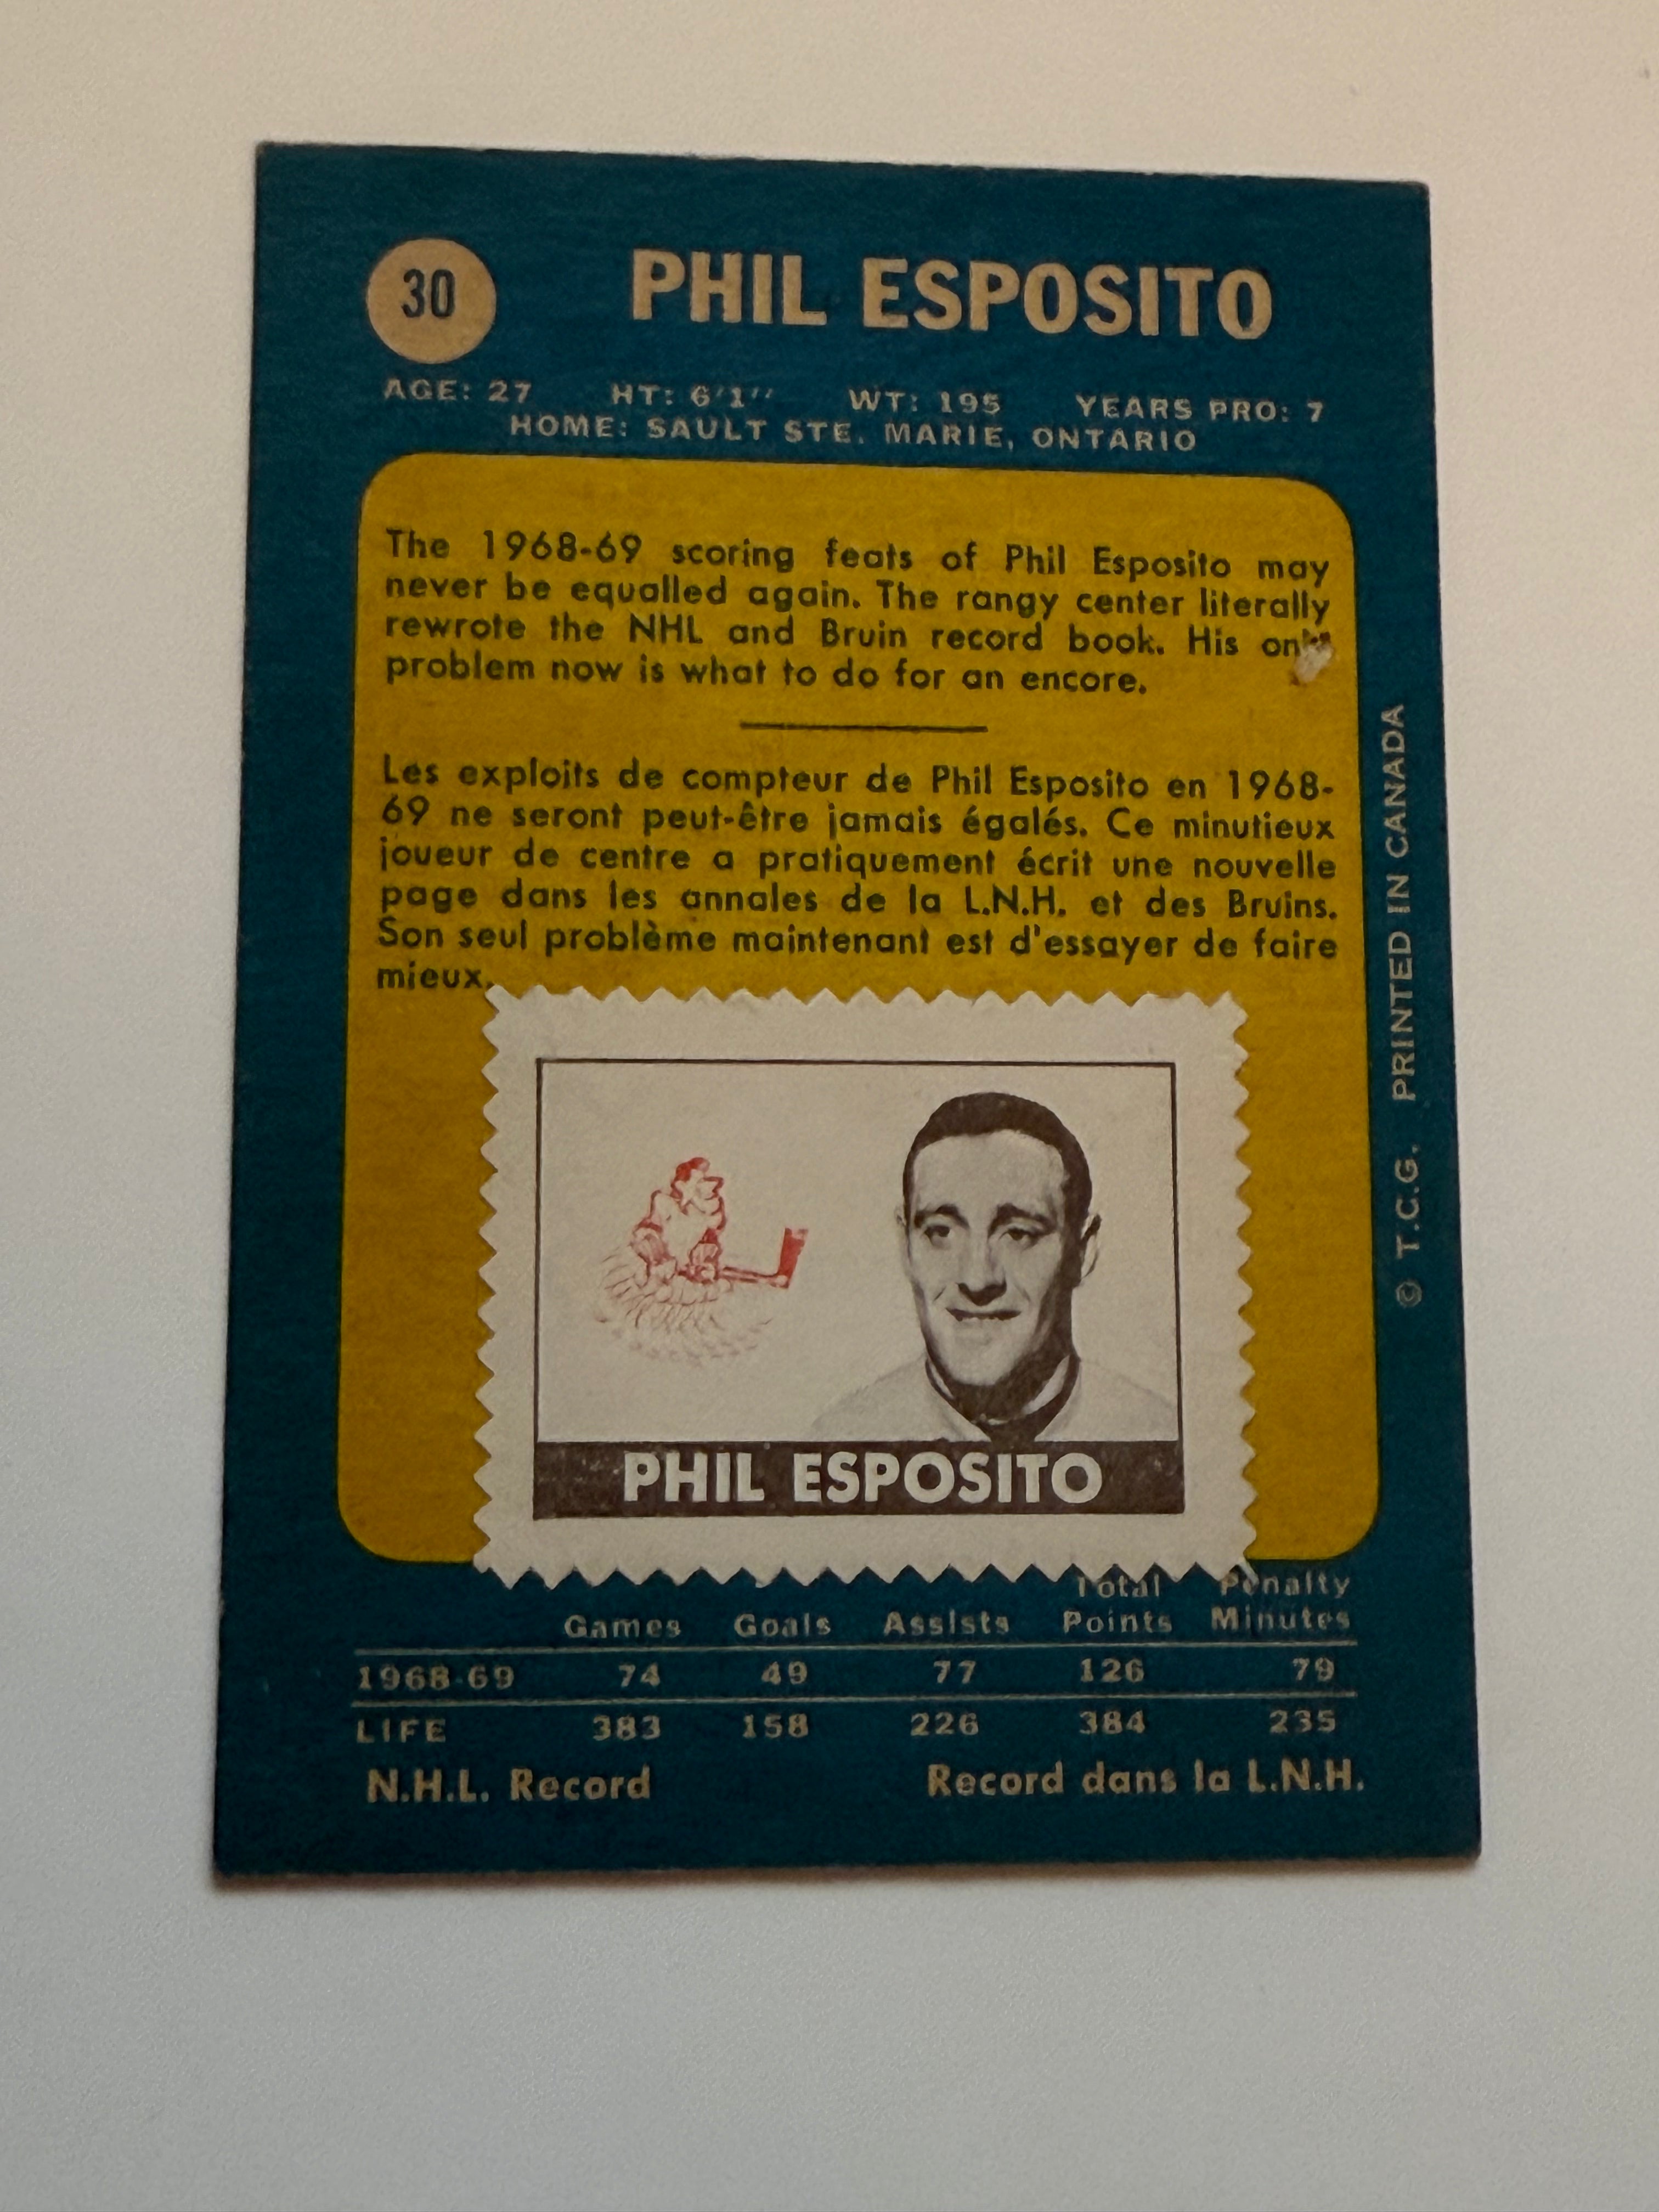 30
PHIL ESPOSITO
AGE: 27 HT: 6'1'' WT: 195 YEARS PRO: 7
HOME: SAULT STE. MARIE, ONTARIO
The 1968-69 scoring feats of Phil Esposito may
never be equalled again. The rangy center literally
rewrote the NHL and Bruin record book. His
problem now is what to do for an encore.
Les exploits de compteur de Phil Esposito en 1968-
69 ne seront peut-être jamais égalés. Ce minutieux
joueur de centre a pratiquement écrit une nouvelle
page dans les annales de la L.N.H. et des Bruins.
Son seul problème maintenant est d'essayer de faire
mieux.
PHIL ESPOSITO
Total Penalty
Games Goals Assists Points Minutes
1968-69 74 49 77 126 79
LIFE 383 158 226 384 235
N.H.L. Record Record dans la L.N.H.
© T.C.G. PRINTED IN CANADA